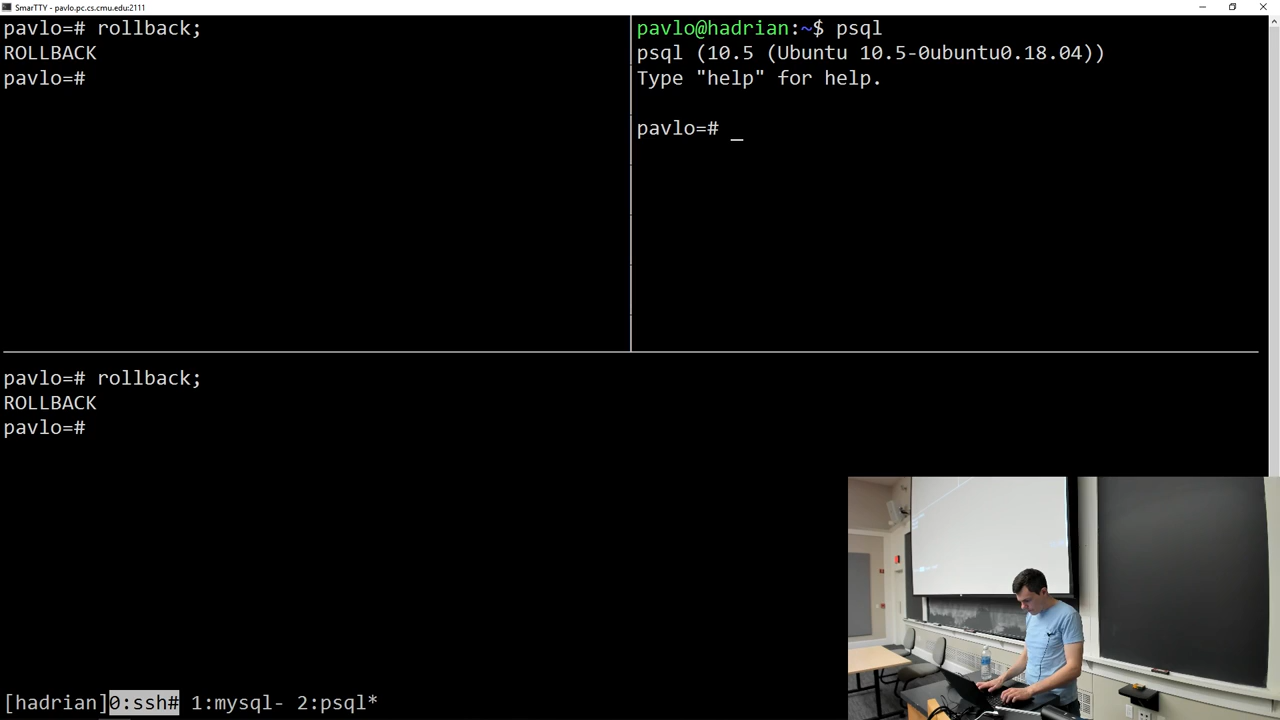 SmarTTY - pavlo.pc.cs.cmu.edu:2111
pavlo=# rollback;
ROLLBACK
pavlo=#
pavlo@hadrian:~$ psql
psql (10.5 (Ubuntu 10.5-0ubuntu0.18.04))
Type "help" for help.
pavlo=# _
pavlo=# rollback;
ROLLBACK
pavlo=#
[hadrian]0:ssh# 1:mysql- 2:psql*